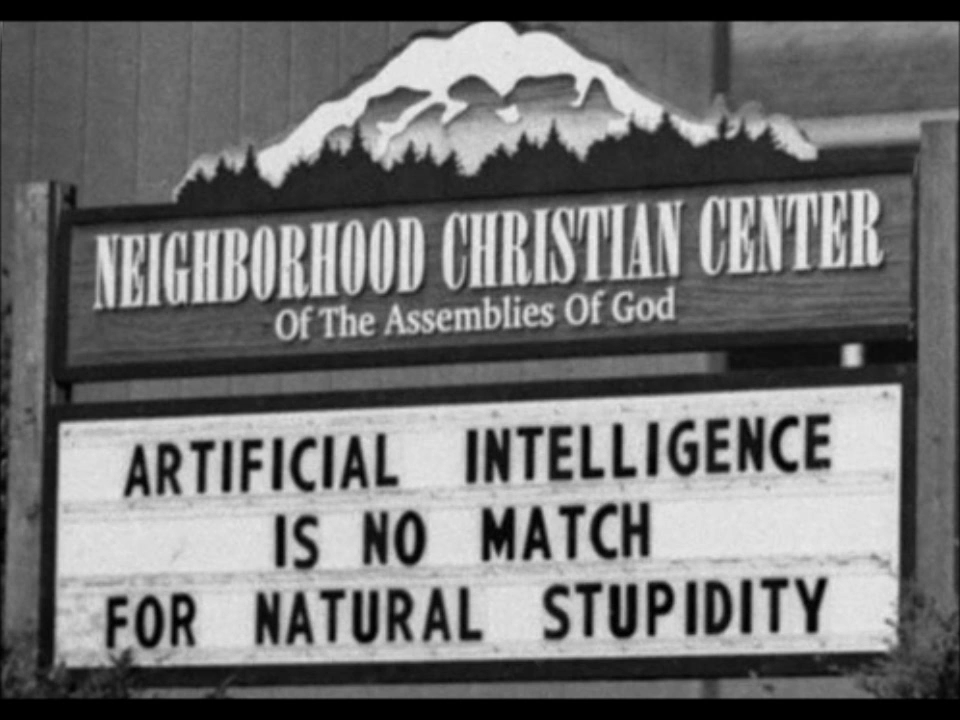 NEIGHBORHOOD CHRISTIAN CENTER
Of The Assemblies Of God
ARTIFICIAL INTELLIGENCE
IS NO MATCH
FOR NATURAL STUPIDITY